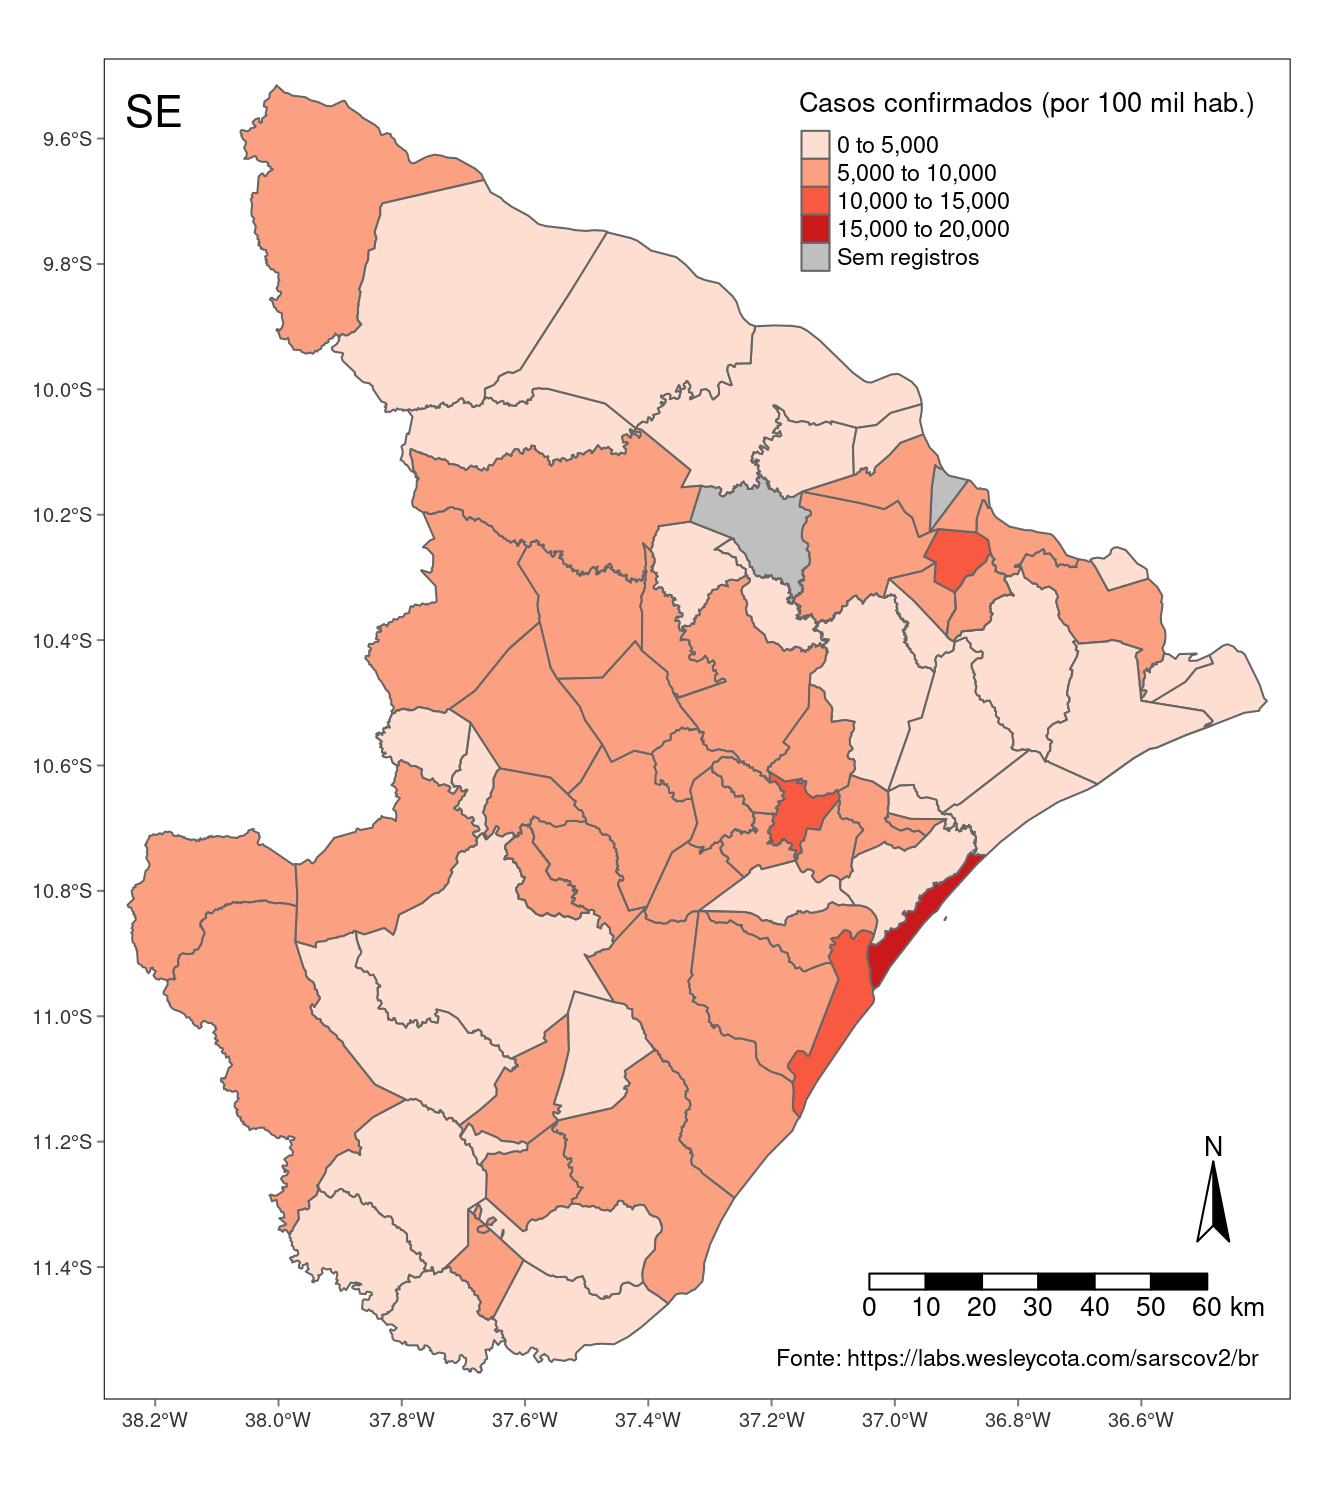 SE
Casos confirmados (por 100 mil hab.)
0 to 5,000
5,000 to 10,000
10,000 to 15,000
15,000 to 20,000
Sem registros
9.6°S
9.8°S
10.0°S
10.2°S
10.4°S
10.6°S
10.8°S
11.0°S
11.2°S
11.4°S
N
0 10 20 30 40 50 60 km
Fonte: https://labs.wesleycota.com/sarscov2/br
38.2°W 38.0°W 37.8°W 37.6°W 37.4°W 37.2°W 37.0°W 36.8°W 36.6°W